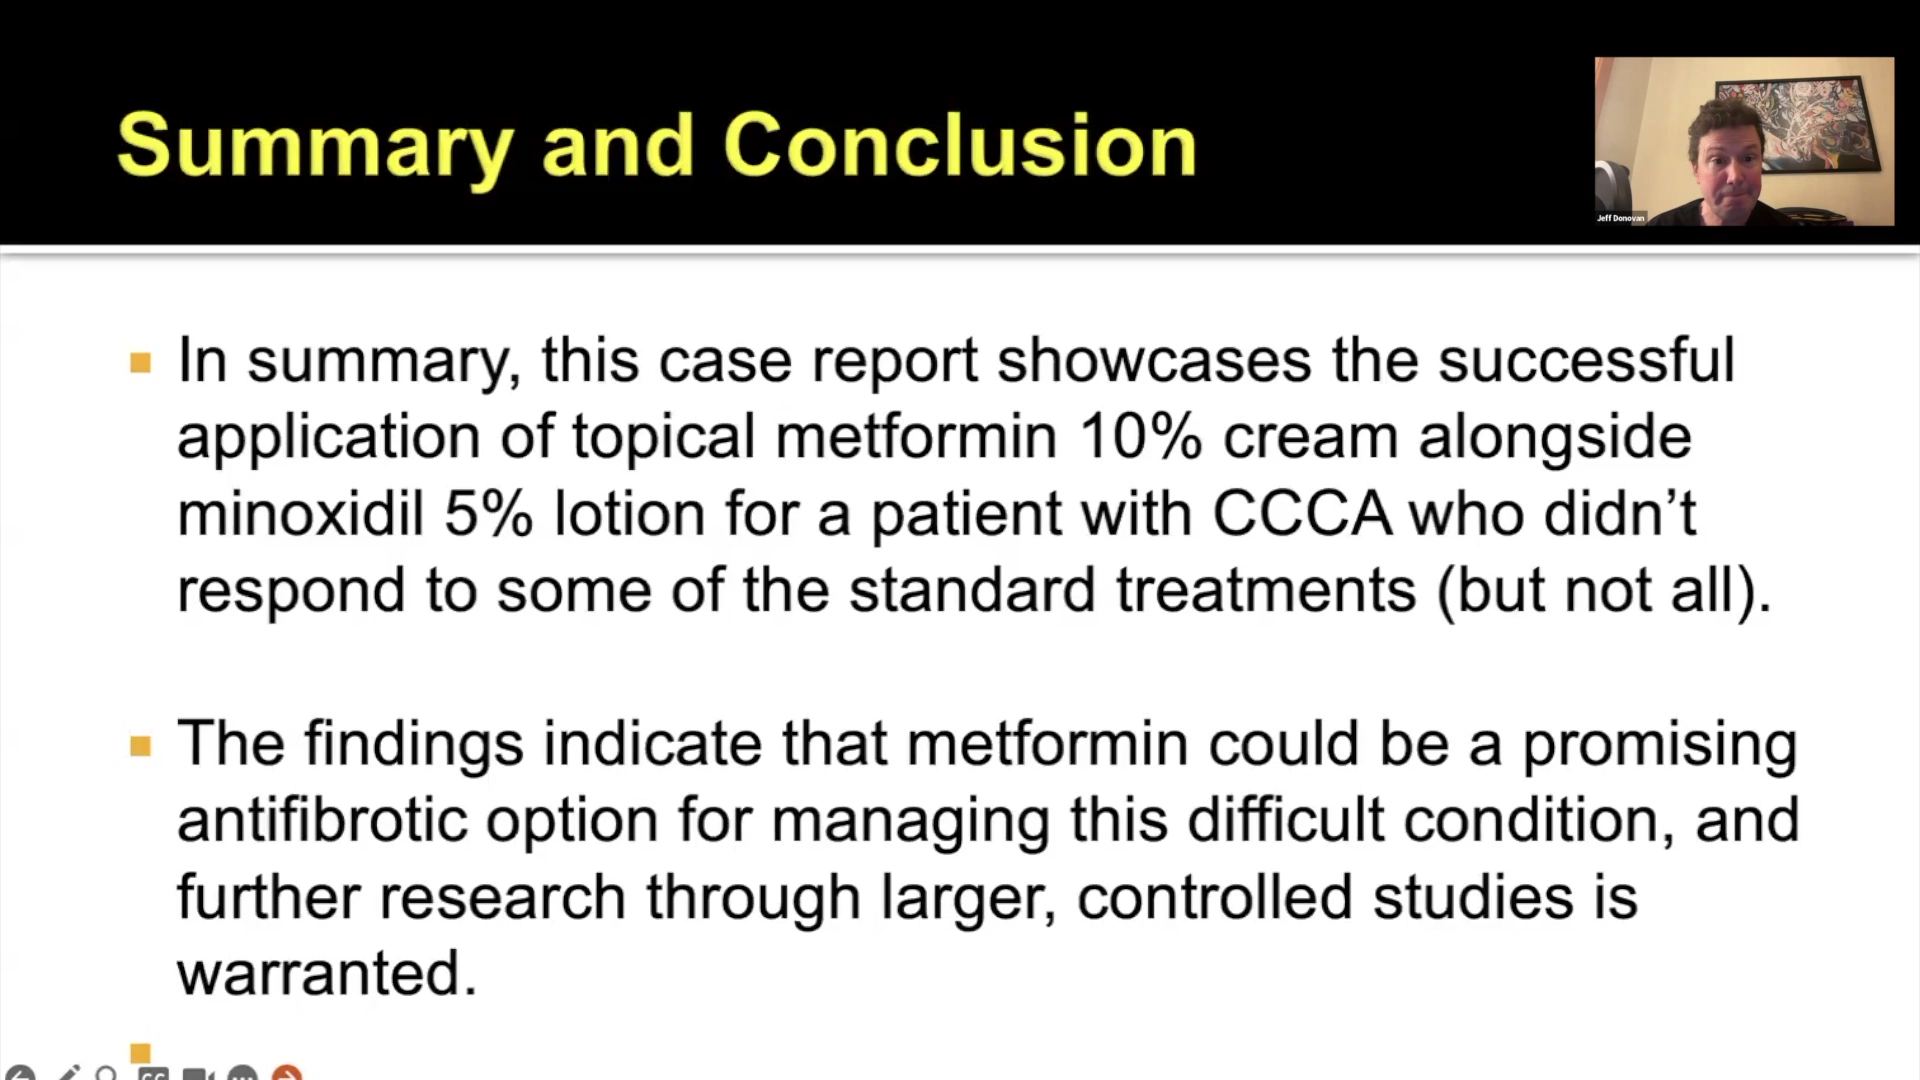 Summary and Conclusion
Jeff Donovan
In summary, this case report showcases the successful
application of topical metformin 10% cream alongside
minoxidil 5% lotion for a patient with CCCA who didn’t
respond to some of the standard treatments (but not all).
The findings indicate that metformin could be a promising
antifibrotic option for managing this difficult condition, and
further research through larger, controlled studies is
warranted.
CC